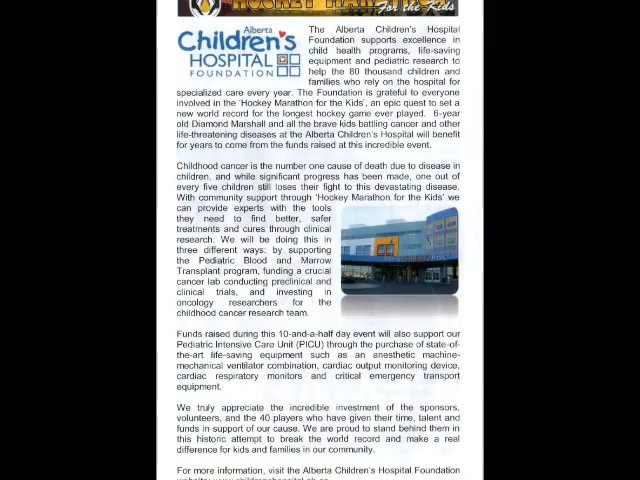 HOCKEY MARATHON
For the Kids
Alberta
Children's
HOSPITAL
FOUNDATION
The Alberta Children's Hospital
Foundation supports excellence in
child health programs, life-saving
equipment and pediatric research to
help the 80 thousand children and
families who rely on the hospital for
specialized care every year. The Foundation is grateful to everyone
involved in the 'Hockey Marathon for the Kids', an epic quest to set a
new world record for the longest hockey game ever played. 6-year
old Diamond Marshall and all the brave kids battling cancer and other
life-threatening diseases at the Alberta Children's Hospital will benefit
for years to come from the funds raised at this incredible event.
Childhood cancer is the number one cause of death due to disease in
children, and while significant progress has been made, one out of
every five children still loses their fight to this devastating disease.
With community support through 'Hockey Marathon for the Kids' we
can provide experts with the tools
they need to find better, safer
treatments and cures through clinical
research. We will be doing this in
three different ways: by supporting
the Pediatric Blood and Marrow
Transplant program, funding a crucial
cancer lab conducting preclinical and
clinical trials, and investing in
oncology researchers for the
childhood cancer research team.
Funds raised during this 10-and-a-half day event will also support our
Pediatric Intensive Care Unit (PICU) through the purchase of state-of-
the-art life-saving equipment such as an anesthetic machine-
mechanical ventilator combination, cardiac output monitoring device,
cardiac respiratory monitors and critical emergency transport
equipment.
We truly appreciate the incredible investment of the sponsors,
volunteers, and the 40 players who have given their time, talent and
funds in support of our cause. We are proud to stand behind them in
this historic attempt to break the world record and make a real
difference for kids and families in our community.
For more information, visit the Alberta Children's Hospital Foundation